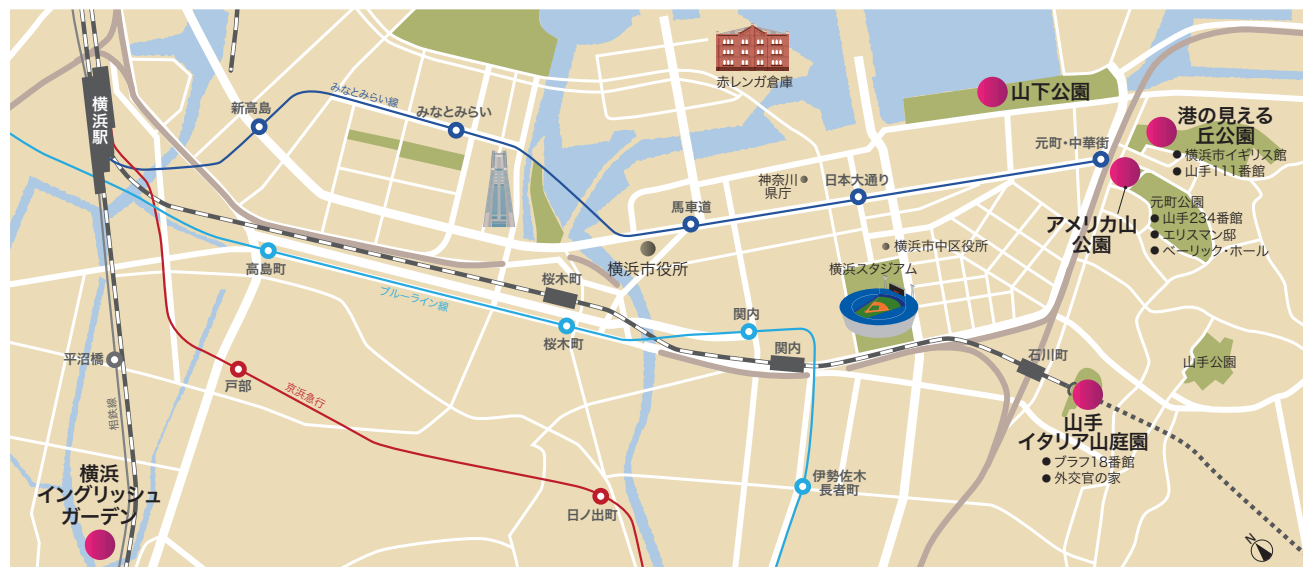 横浜駅
新高島
みなとみらい線
みなとみらい
赤レンガ倉庫
山下公園
港の見える
丘公園
● 横浜市イギリス館
● 山手111番館
元町・中華街
神奈川
県庁
日本大通り
馬車道
元町公園
● 山手234番館
● エリスマン邸
● ベーリック・ホール
アメリカ山
公園
横浜市中区役所
横浜市役所
横浜スタジアム
高島町
桜木町
ブルーライン線
桜木町
関内
関内
石川町
山手公園
平沼橋
戸部
京浜急行
相鉄線
山手
イタリア山庭園
● ブラフ18番館
● 外交官の家
横浜
イングリッシュ
ガーデン
伊勢佐木
長者町
日ノ出町
N